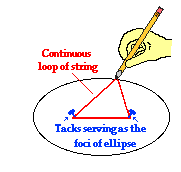 Continuous
loop of string
Tacks serving as the
foci of ellipse